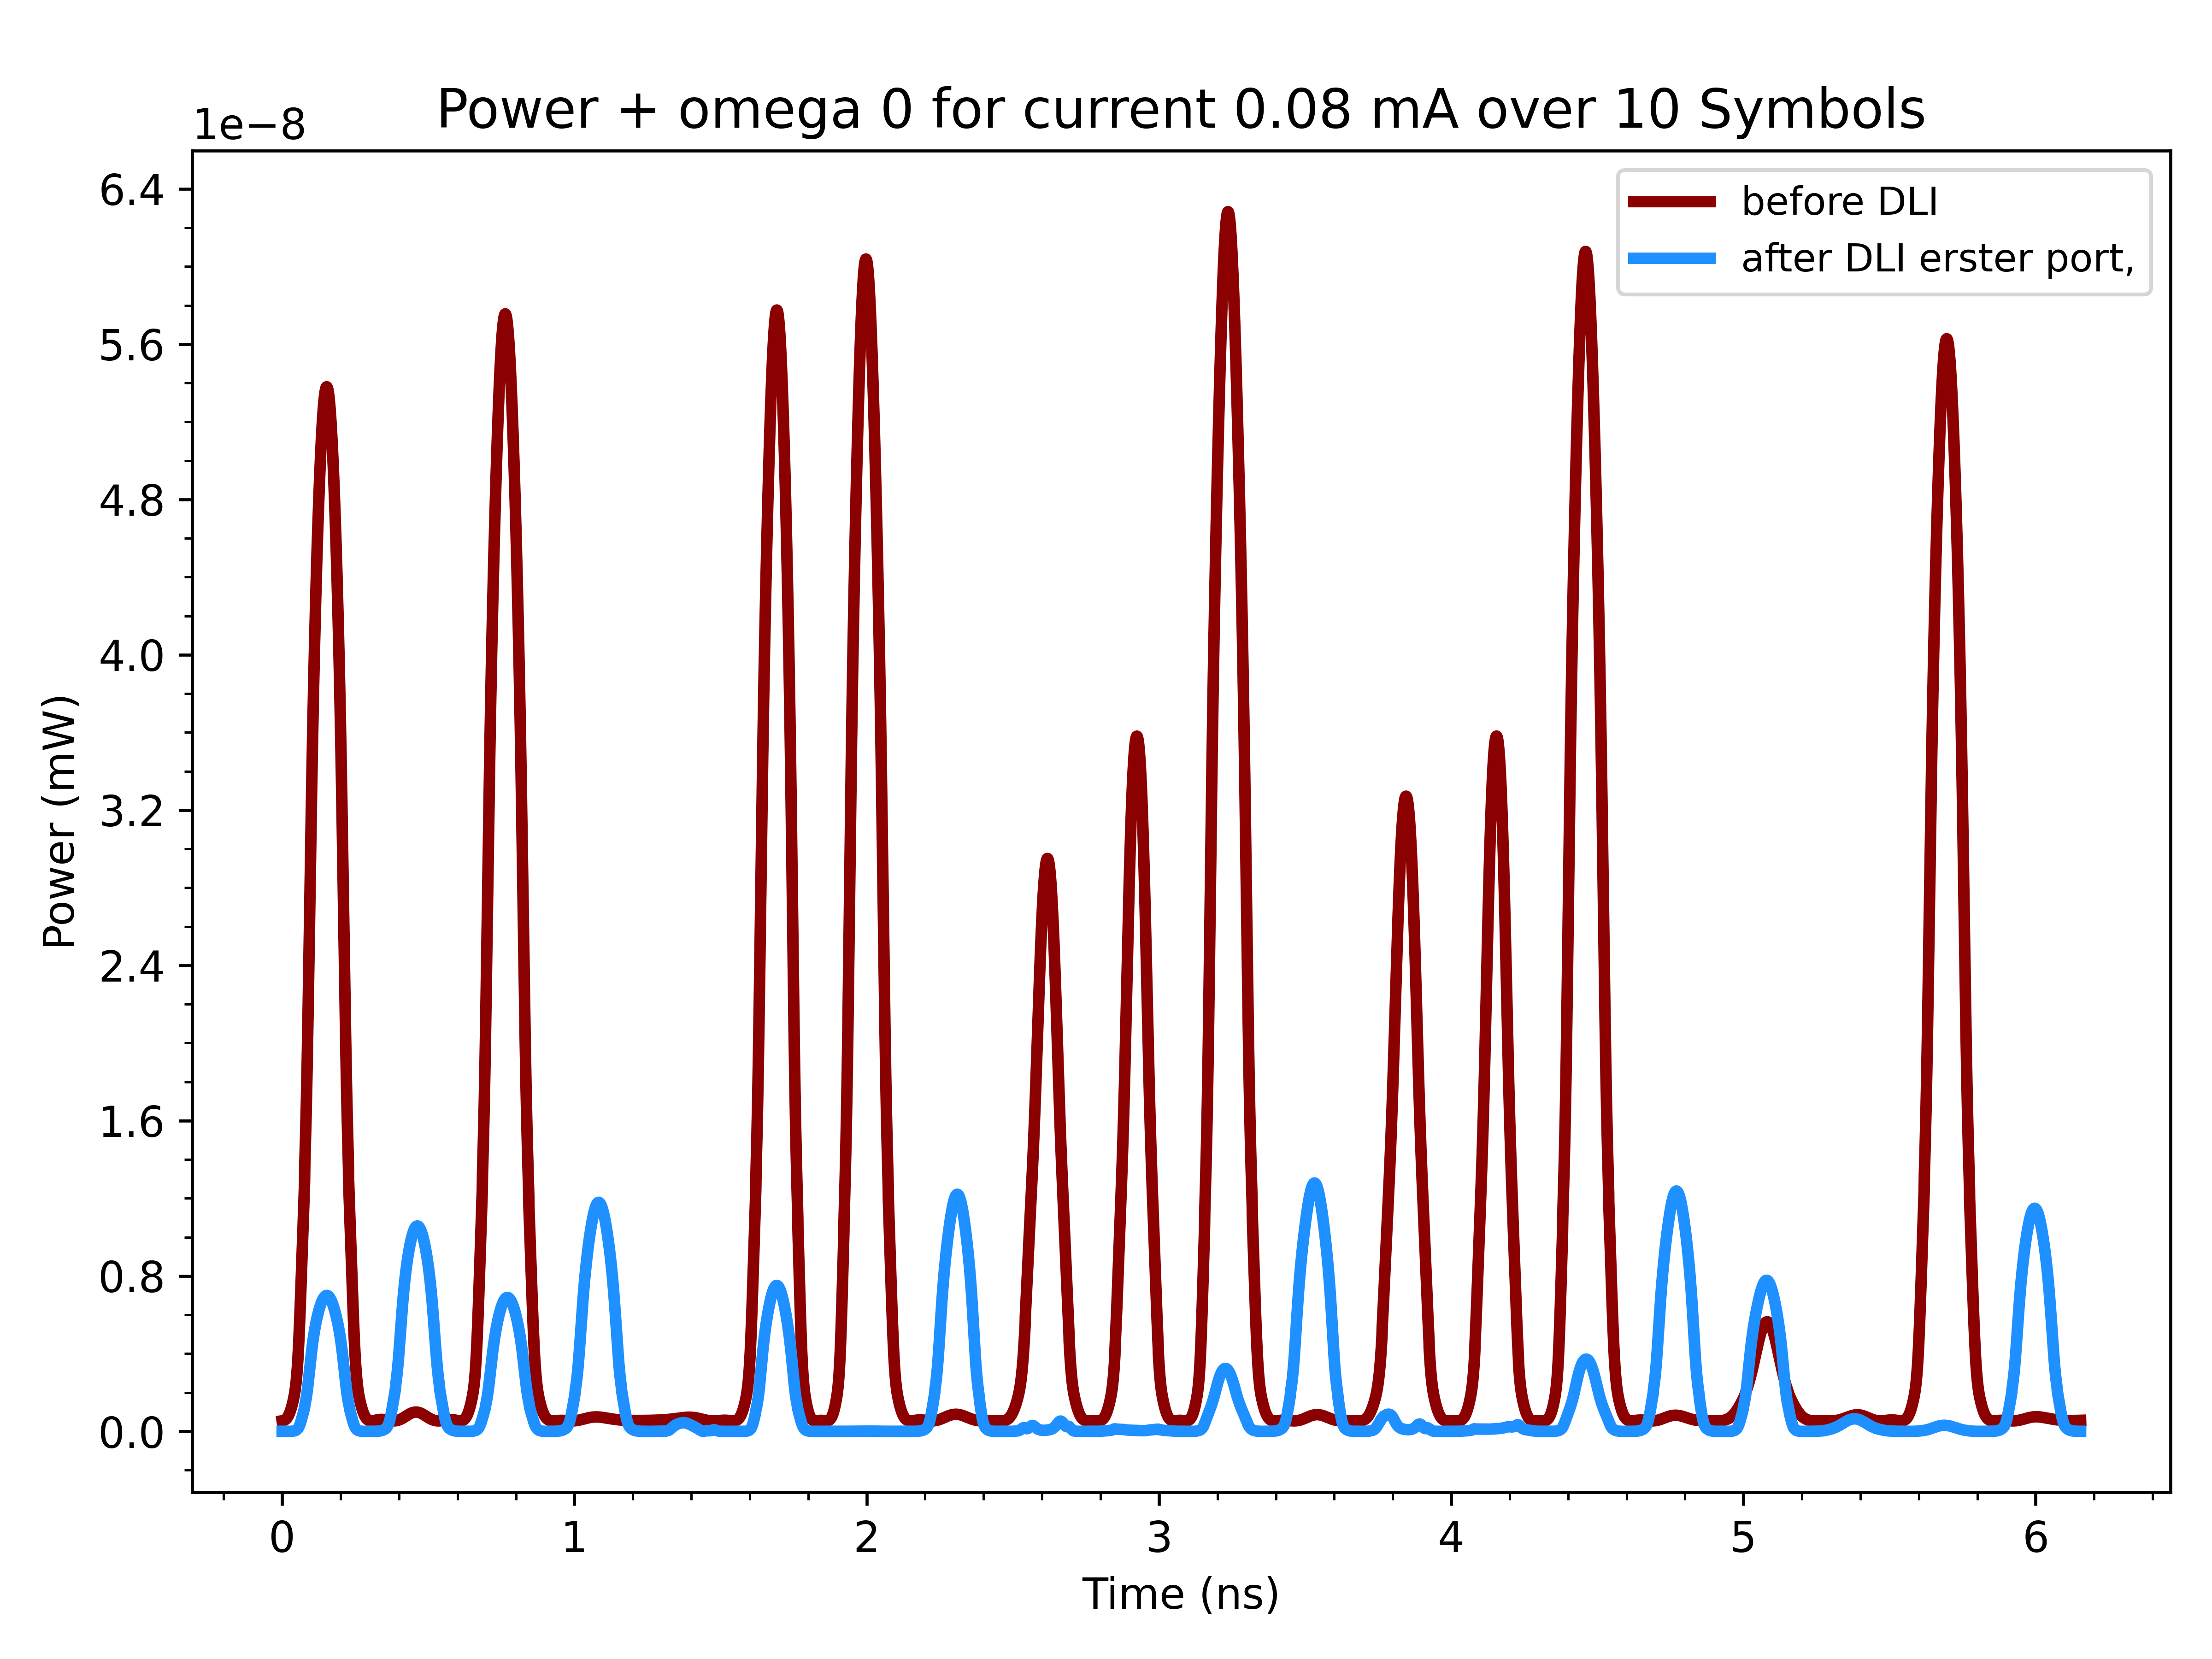 Power + omega 0 for current 0.08 mA over 10 Symbols
1e−8
before DLI
after DLI erster port,
6.4
5.6
4.8
4.0
3.2
2.4
1.6
0.8
0.0
Power (mW)
0 1 2 3 4 5 6
Time (ns)